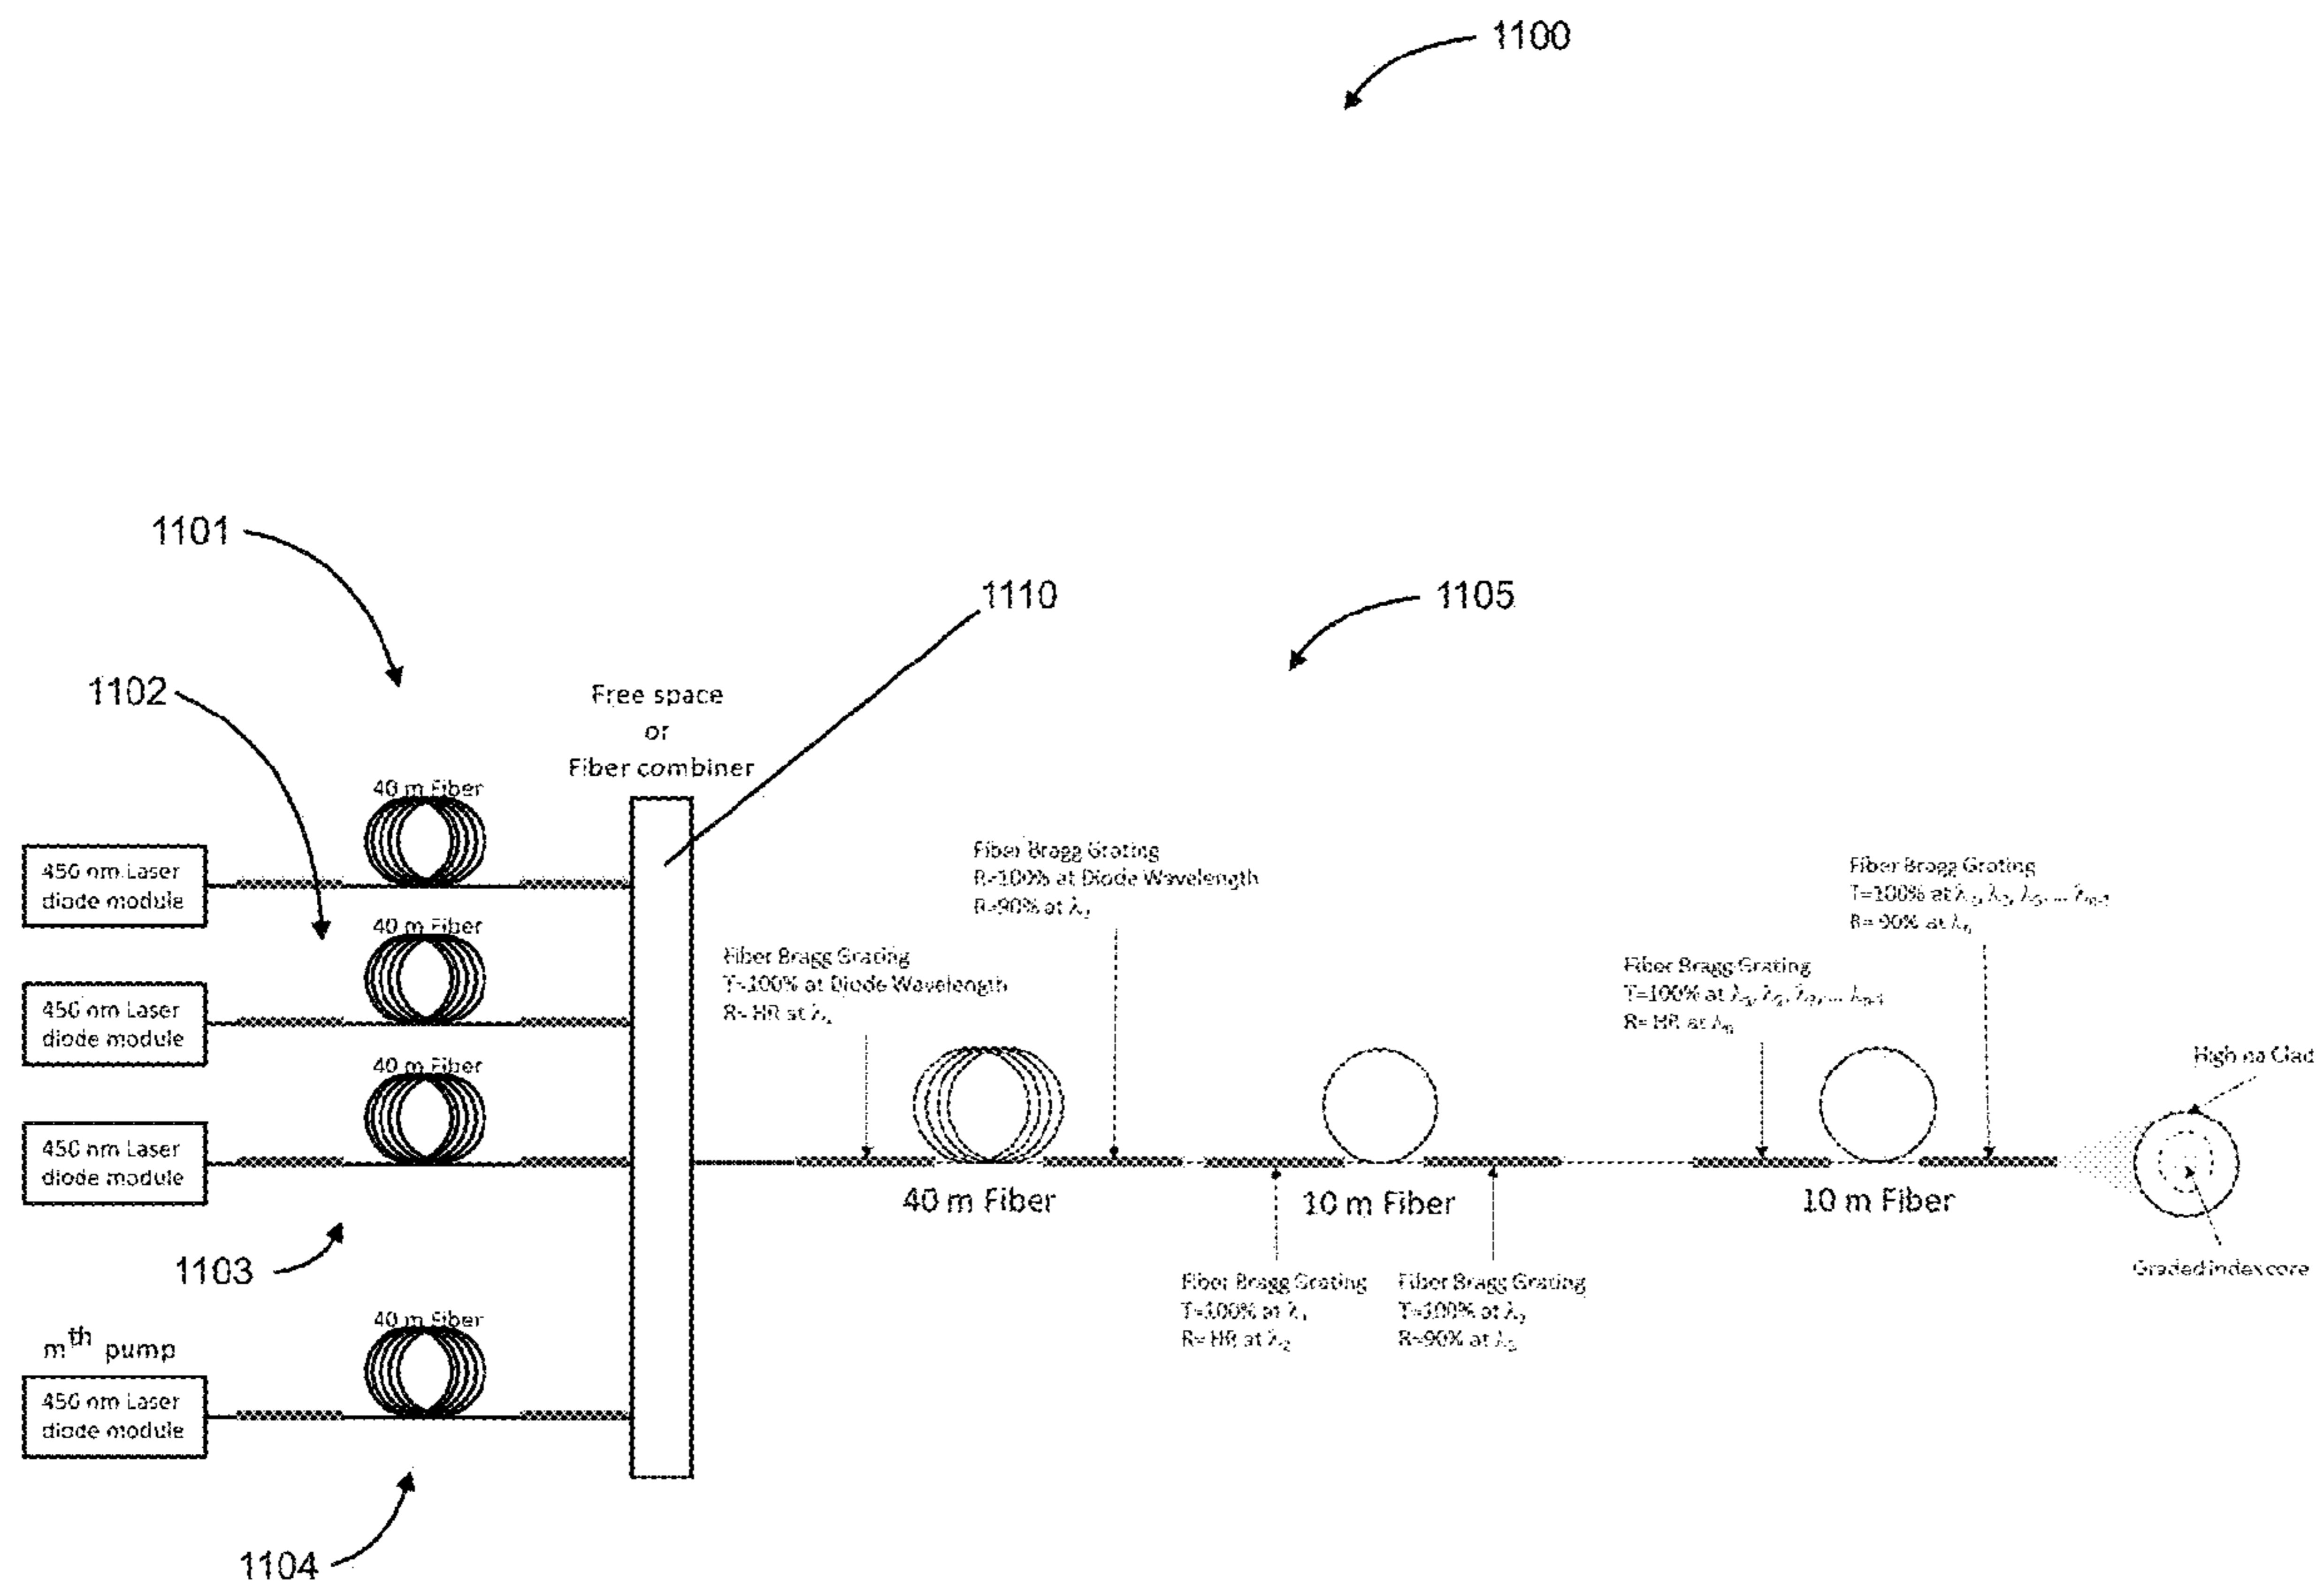 1100
1101
1110
1105
1102
Free space
or
Fiber combiner
40 m Fiber
450 nm Laser
diode module
40 m Fiber
450 nm Laser
diode module
40 m Fiber
450 nm Laser
diode module
1103
40 m Fiber
mth pump
450 nm Laser
diode module
1104
Fiber Bragg Grating
T=100% at Diode Wavelength
R= HR at
Fiber Bragg Grating
R=100% at Diode Wavelength
R=90% at
40 m Fiber
Fiber Bragg Grating
T=100% at λ1
R= HR at λ2
10 m Fiber
Fiber Bragg Grating
T=100% at
R=90% at
Fiber Bragg Grating
T=100% at
R= HR at λn
10 m Fiber
Fiber Bragg Grating
T=100% at
R= 90% at λn
High na Clad
Graded index core